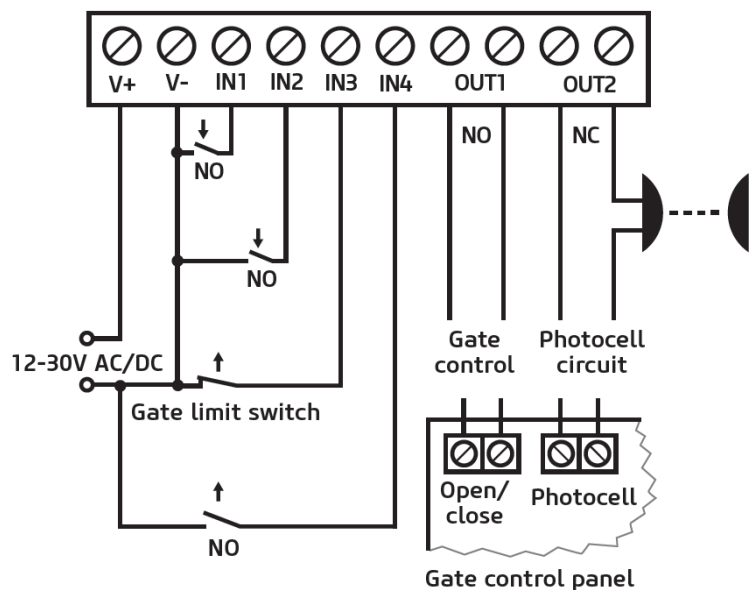 V+ V- IN1 IN2 IN3 IN4 OUT1 OUT2
NO NC
NO
NO
12-30V AC/DC
Gate limit switch
NO
Gate
control
Photocell
circuit
Open/
close
Photocell
Gate control panel